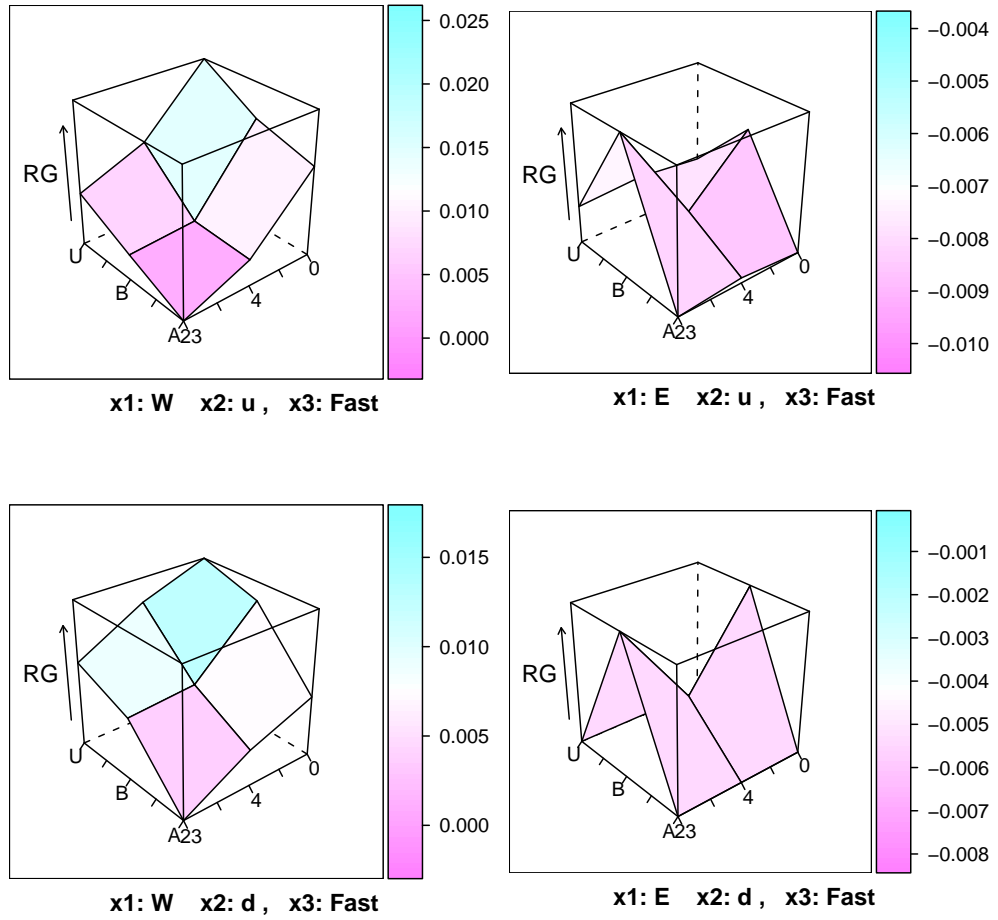 0.025
0.020
0.015
0.010
0.005
0.000
RG
U
B
A23
4
0
x1: W x2: u , x3: Fast
−0.004
−0.005
−0.006
−0.007
−0.008
−0.009
−0.010
RG
U
B
A23
4
0
x1: E x2: u , x3: Fast
0.015
0.010
0.005
0.000
RG
U
B
A23
4
0
x1: W x2: d , x3: Fast
−0.001
−0.002
−0.003
−0.004
−0.005
−0.006
−0.007
−0.008
RG
U
B
A23
4
0
x1: E x2: d , x3: Fast